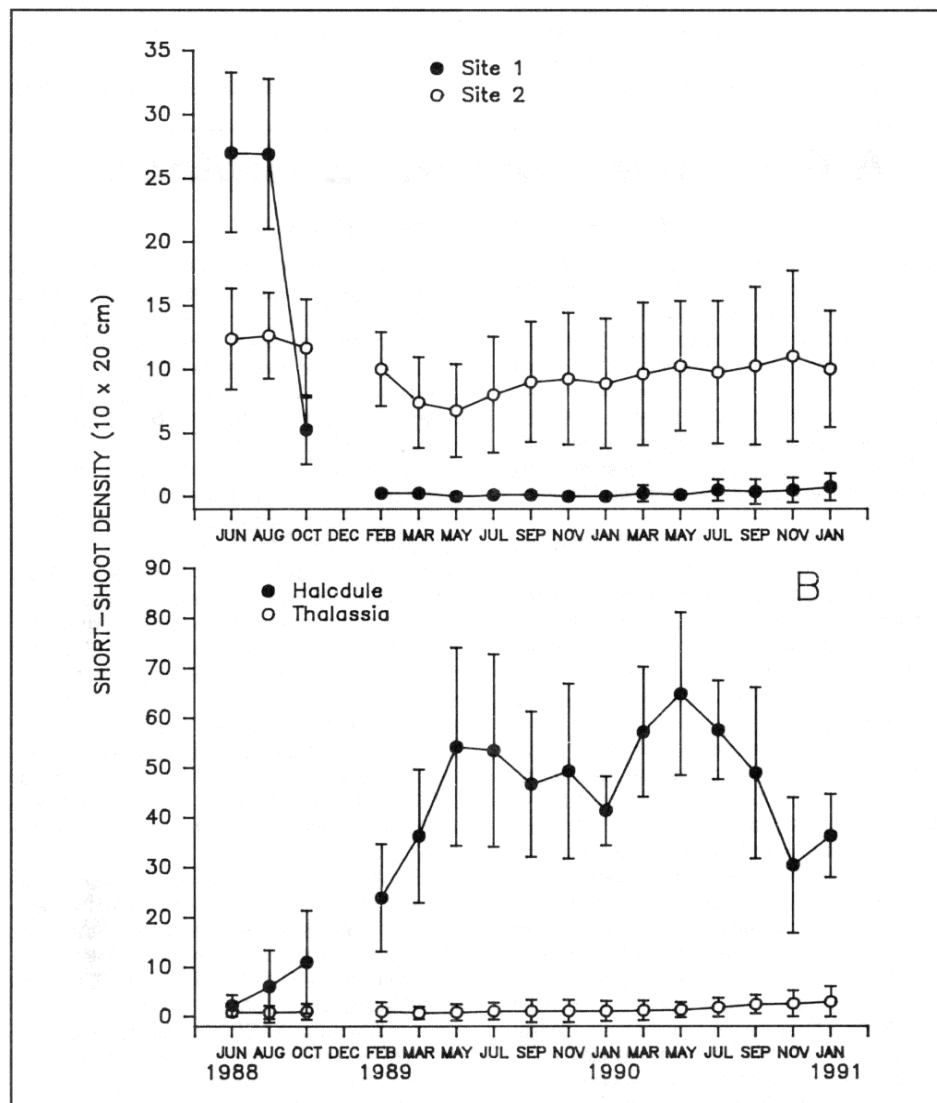 35
Site 1
Site 2
30
25
20
15
10
5
0
JUN AUG OCT DEC FEB MAR MAY JUL SEP NOV JAN MAR MAY JUL SEP NOV JAN
SHORT-SHOOT DENSITY (10 x 20 cm)
90
Halodule
Thalassia
B
80
70
60
50
40
30
20
10
0
JUN AUG OCT DEC FEB MAR MAY JUL SEP NOV JAN MAR MAY JUL SEP NOV JAN
1988 1989 1990 1991